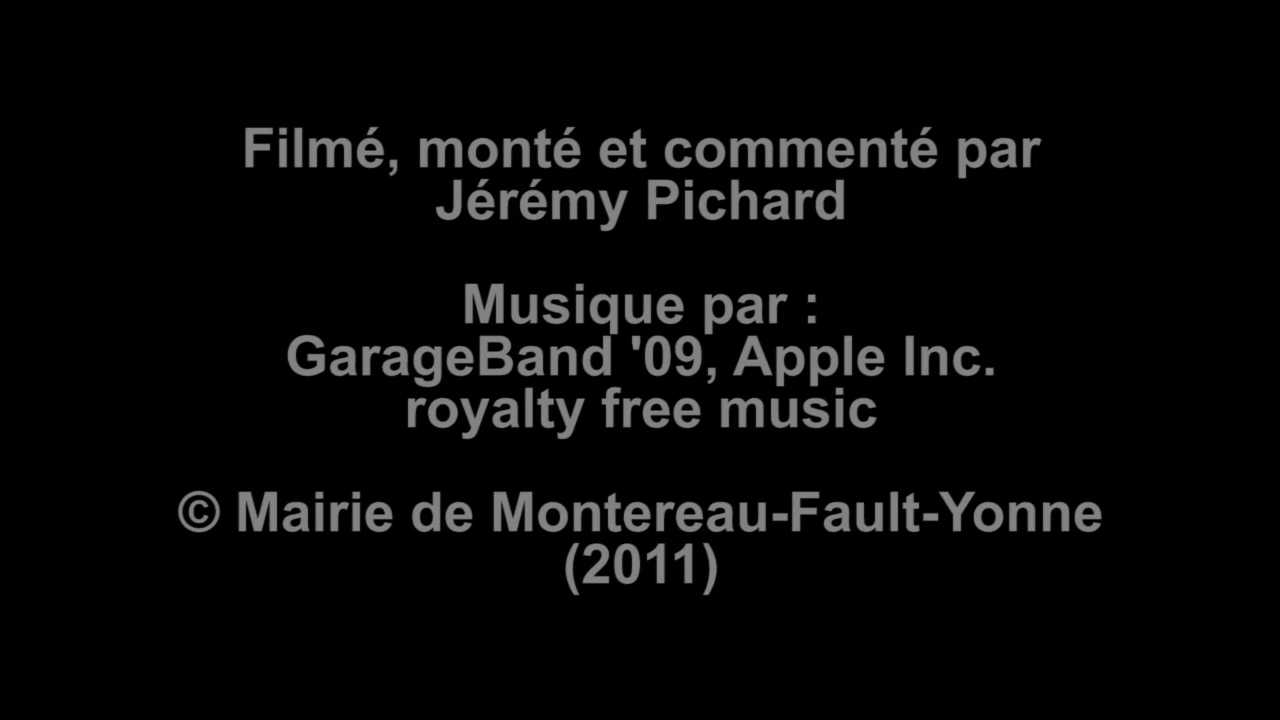 Filmé, monté et commenté par
Jérémy Pichard
Musique par :
GarageBand '09, Apple Inc.
royalty free music
© Mairie de Montereau-Fault-Yonne
(2011)